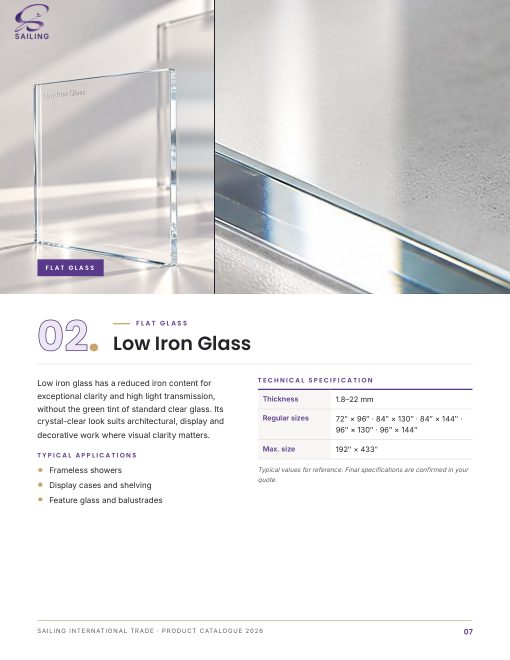 SAILING
Low Iron Glass
FLAT GLASS
02.
FLAT GLASS
Low Iron Glass
Low iron glass has a reduced iron content for
exceptional clarity and high light transmission,
without the green tint of standard clear glass. Its
crystal-clear look suits architectural, display and
decorative work where visual clarity matters.
TYPICAL APPLICATIONS
Frameless showers
Display cases and shelving
Feature glass and balustrades
TECHNICAL SPECIFICATION
Thickness 1.8–22 mm
Regular sizes 72" × 96" · 84" × 130" · 84" × 144" ·
96" × 130" · 96" × 144"
Max. size 192" × 433"
Typical values for reference. Final specifications are confirmed in your
quote.
SAILING INTERNATIONAL TRADE · PRODUCT CATALOGUE 2026
07